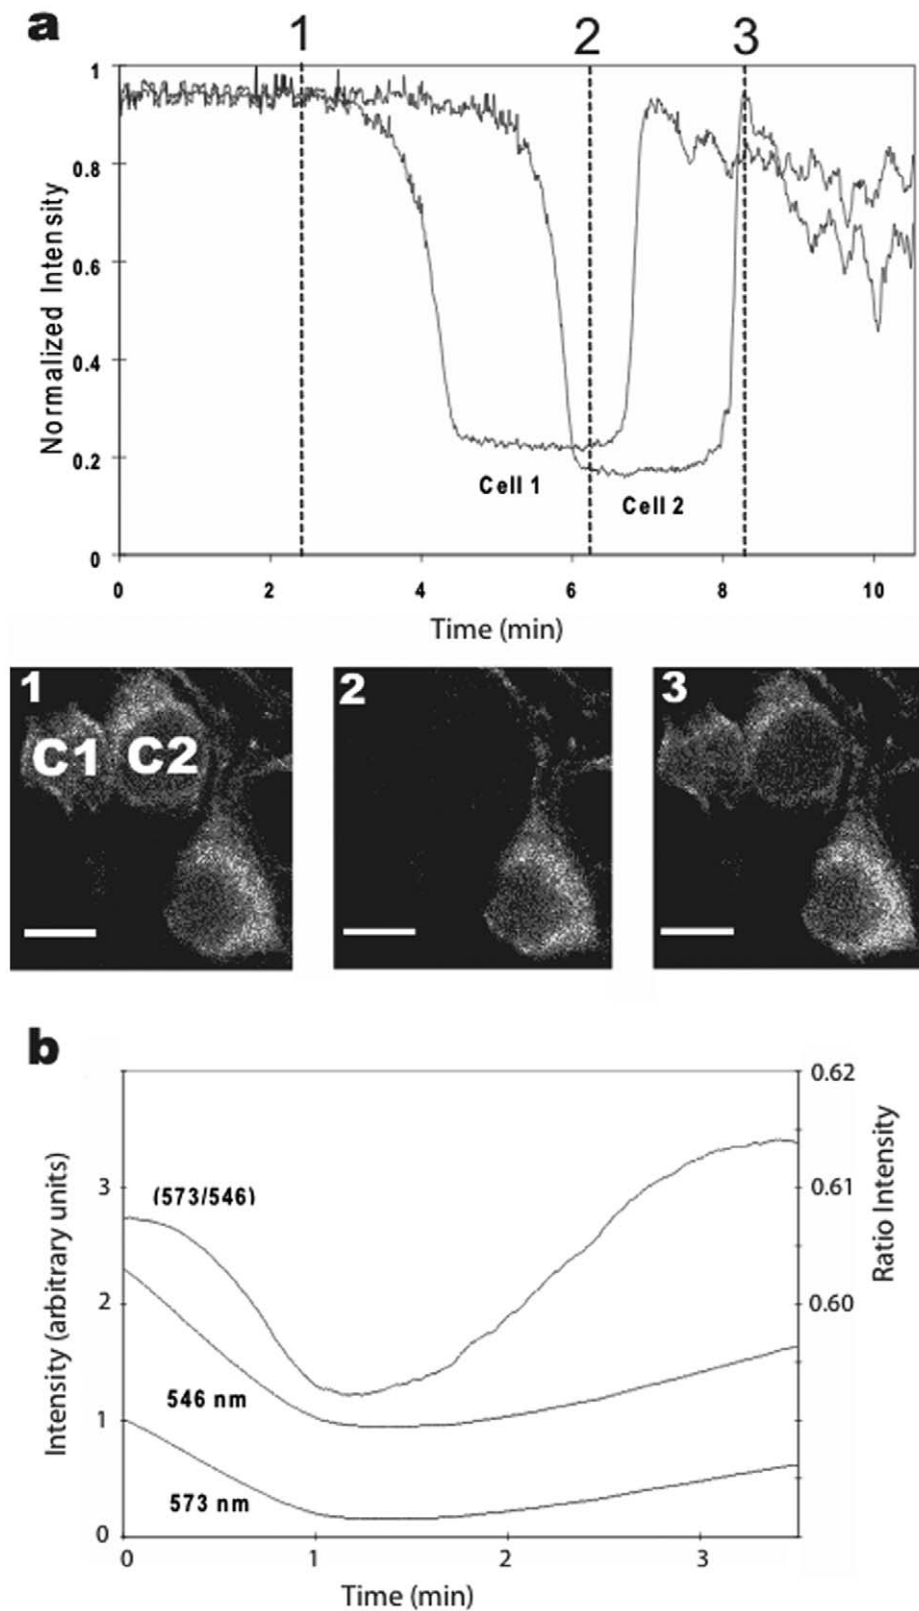 a
1 2 3
1
0.8
0.6
0.4
0.2
0
Normalized Intensity
Cell 1
Cell 2
0 2 4 6 8 10
Time (min)
1 C1 C2
2
3
b
3
2
1
0
Intensity (arbitrary units)
(573/546)
546 nm
573 nm
0.62
0.61
0.60
Ratio Intensity
0 1 2 3
Time (min)